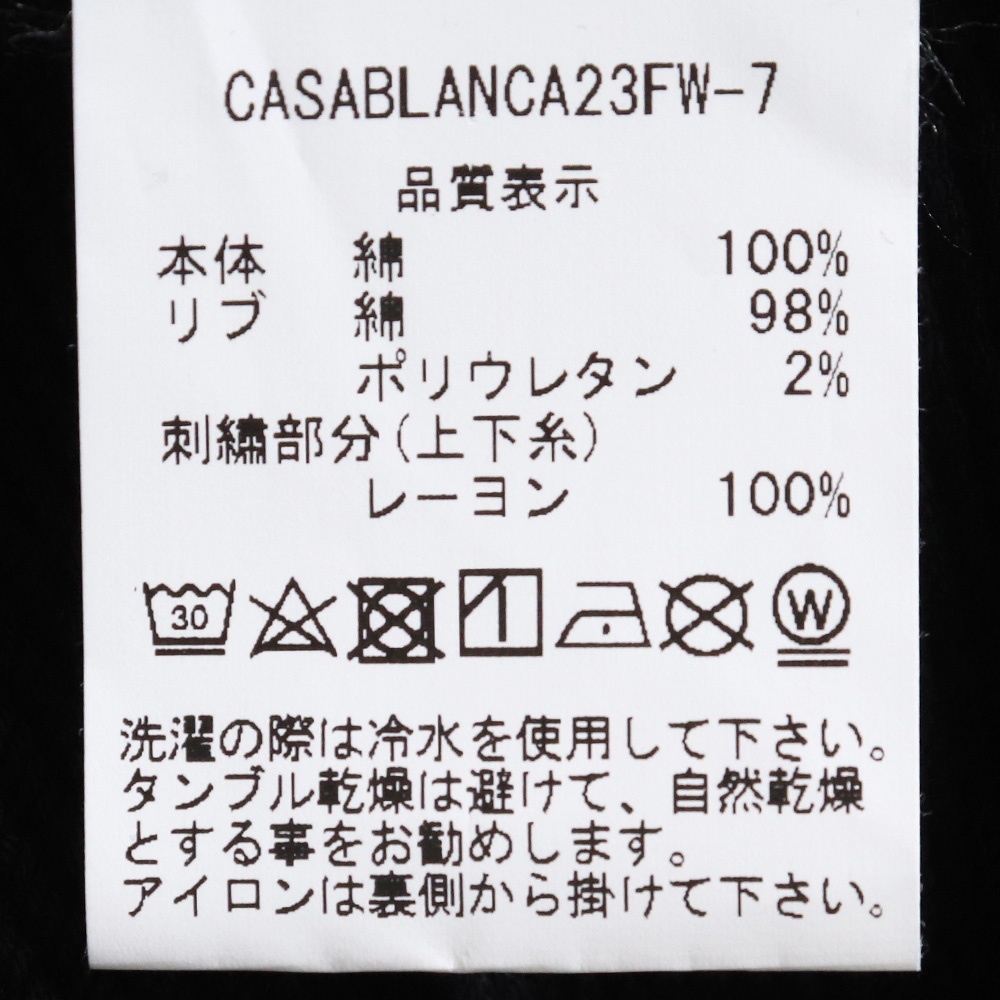 CASABLANCA23FW-7
品質表示
本体 綿 100%
リブ 綿 98%
ポリウレタン 2%
刺繍部分(上下糸)
レーヨン 100%
30 W
洗濯の際は冷水を使用して下さい。
タンブル乾燥は避けて、自然乾燥
とする事をお勧めします。
アイロンは裏側から掛けて下さい。